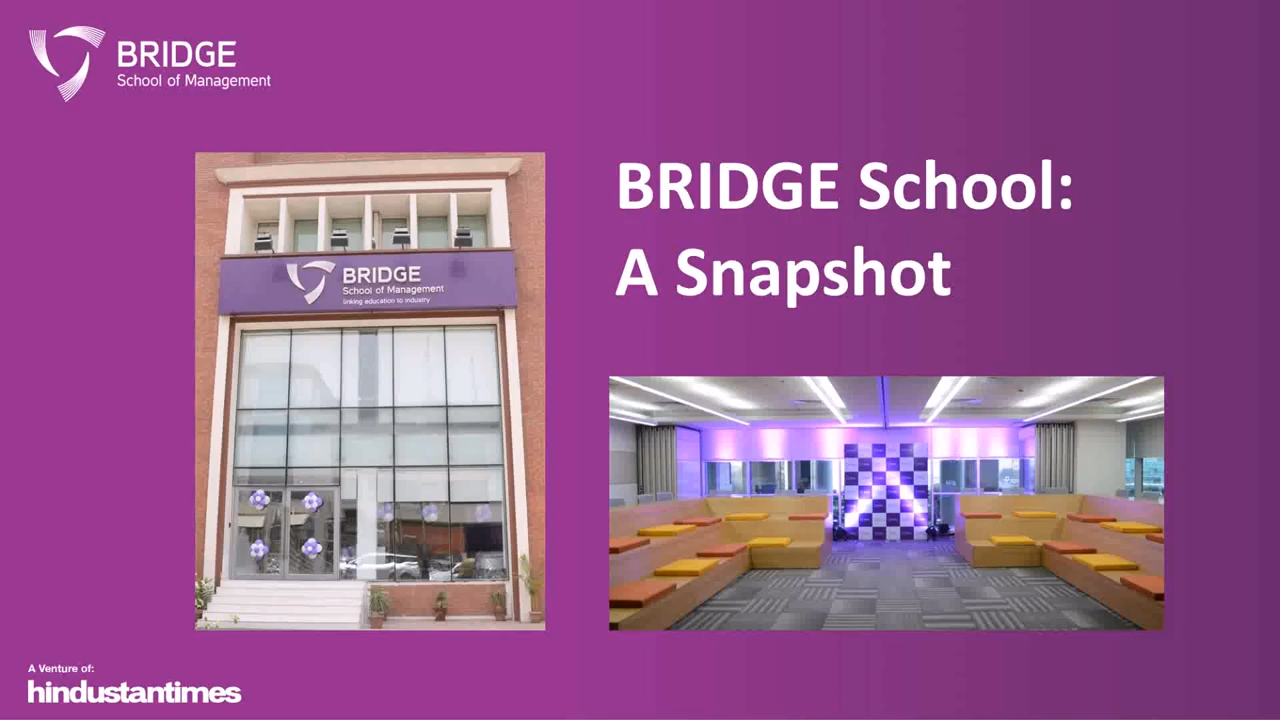 BRIDGE
School of Management
BRIDGE School:
A Snapshot
BRIDGE
School of Management
linking education to industry
A Venture of:
hindustantimes